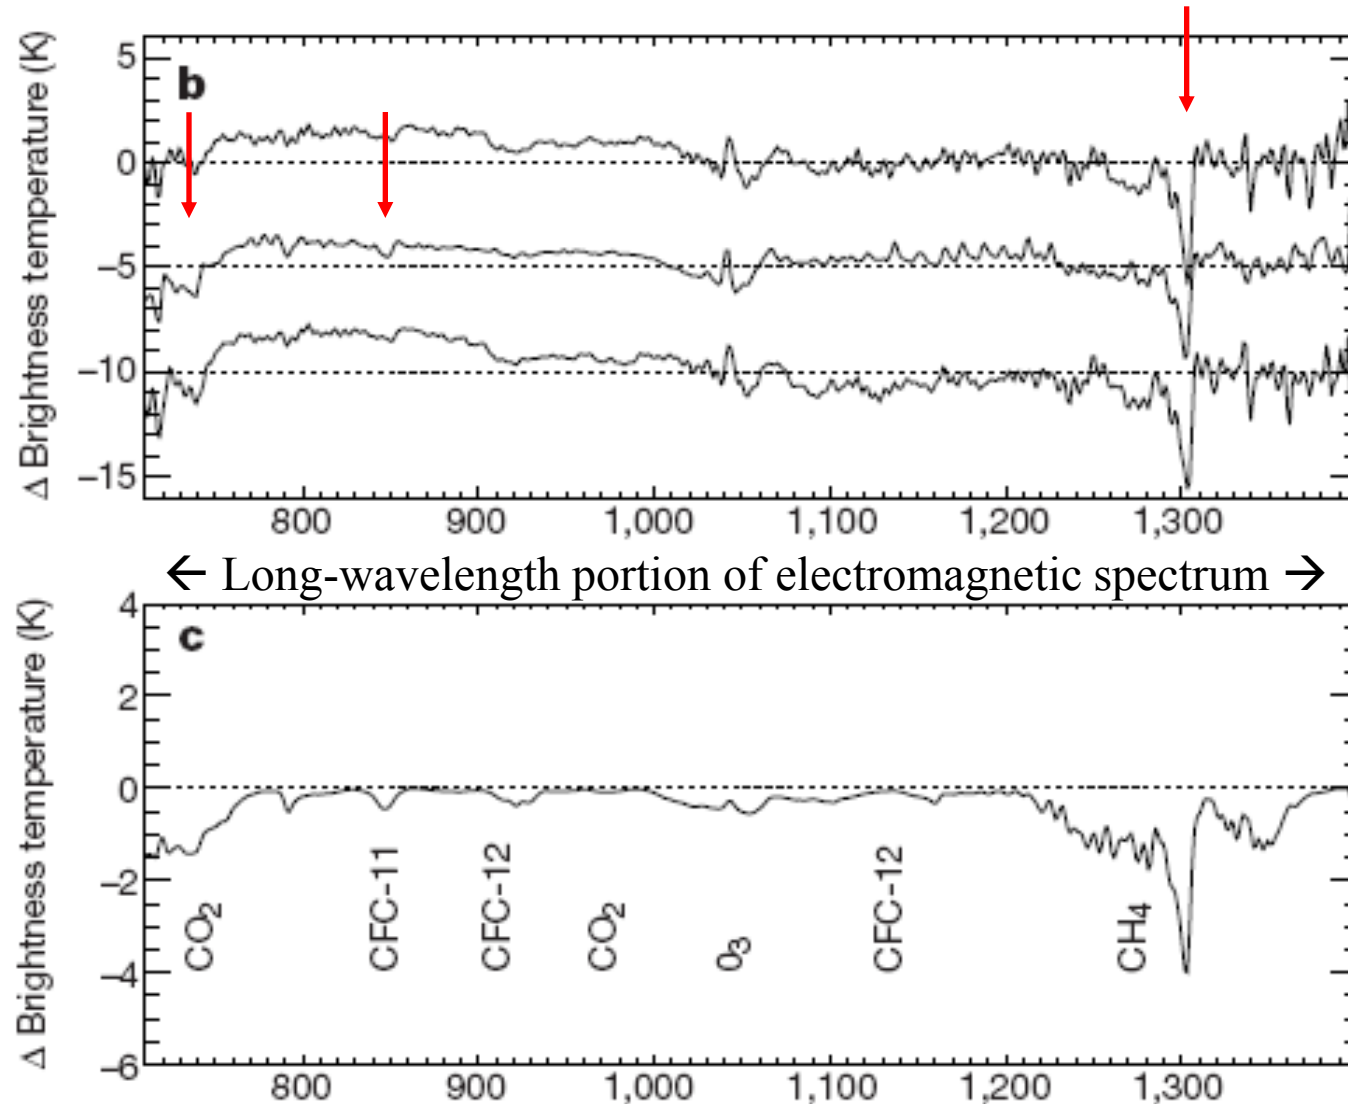 Δ Brightness temperature (K)
b
5
0
−5
−10
−15
800 900 1,000 1,100 1,200 1,300
← Long-wavelength portion of electromagnetic spectrum →
Δ Brightness temperature (K)
c
4
2
0
−2
−4
−6
CO2 CFC-11 CFC-12 CO2 03 CFC-12 CH4
800 900 1,000 1,100 1,200 1,300